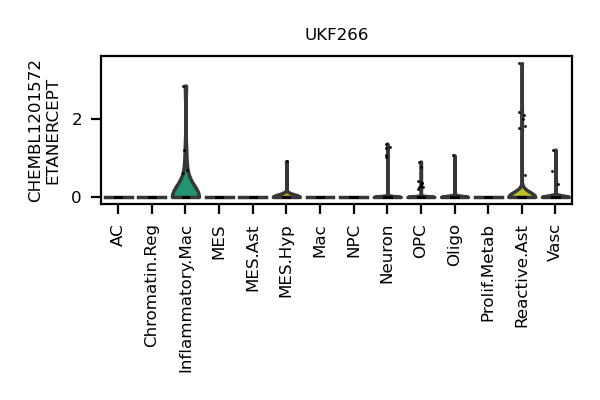 UKF266
CHEMBL1201572
ETANERCEPT
2
0
AC
Chromatin.Reg
Inflammatory.Mac
MES
MES.Ast
MES.Hyp
Mac
NPC
Neuron
OPC
Oligo
Prolif.Metab
Reactive.Ast
Vasc